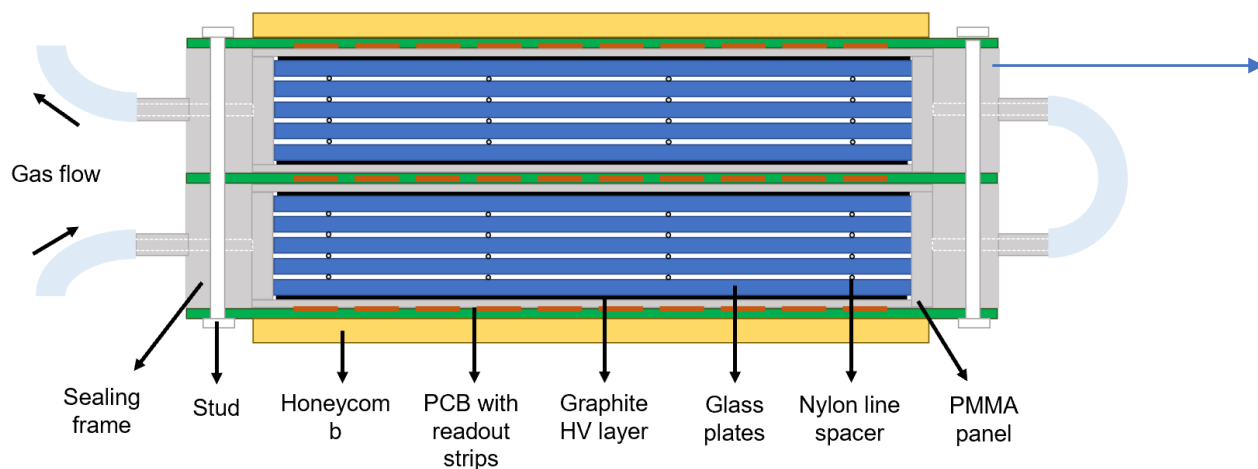 Gas flow
Sealing
frame
Stud
Honeycom
b
PCB with
readout
strips
Graphite
HV layer
Glass
plates
Nylon line
spacer
PMMA
panel